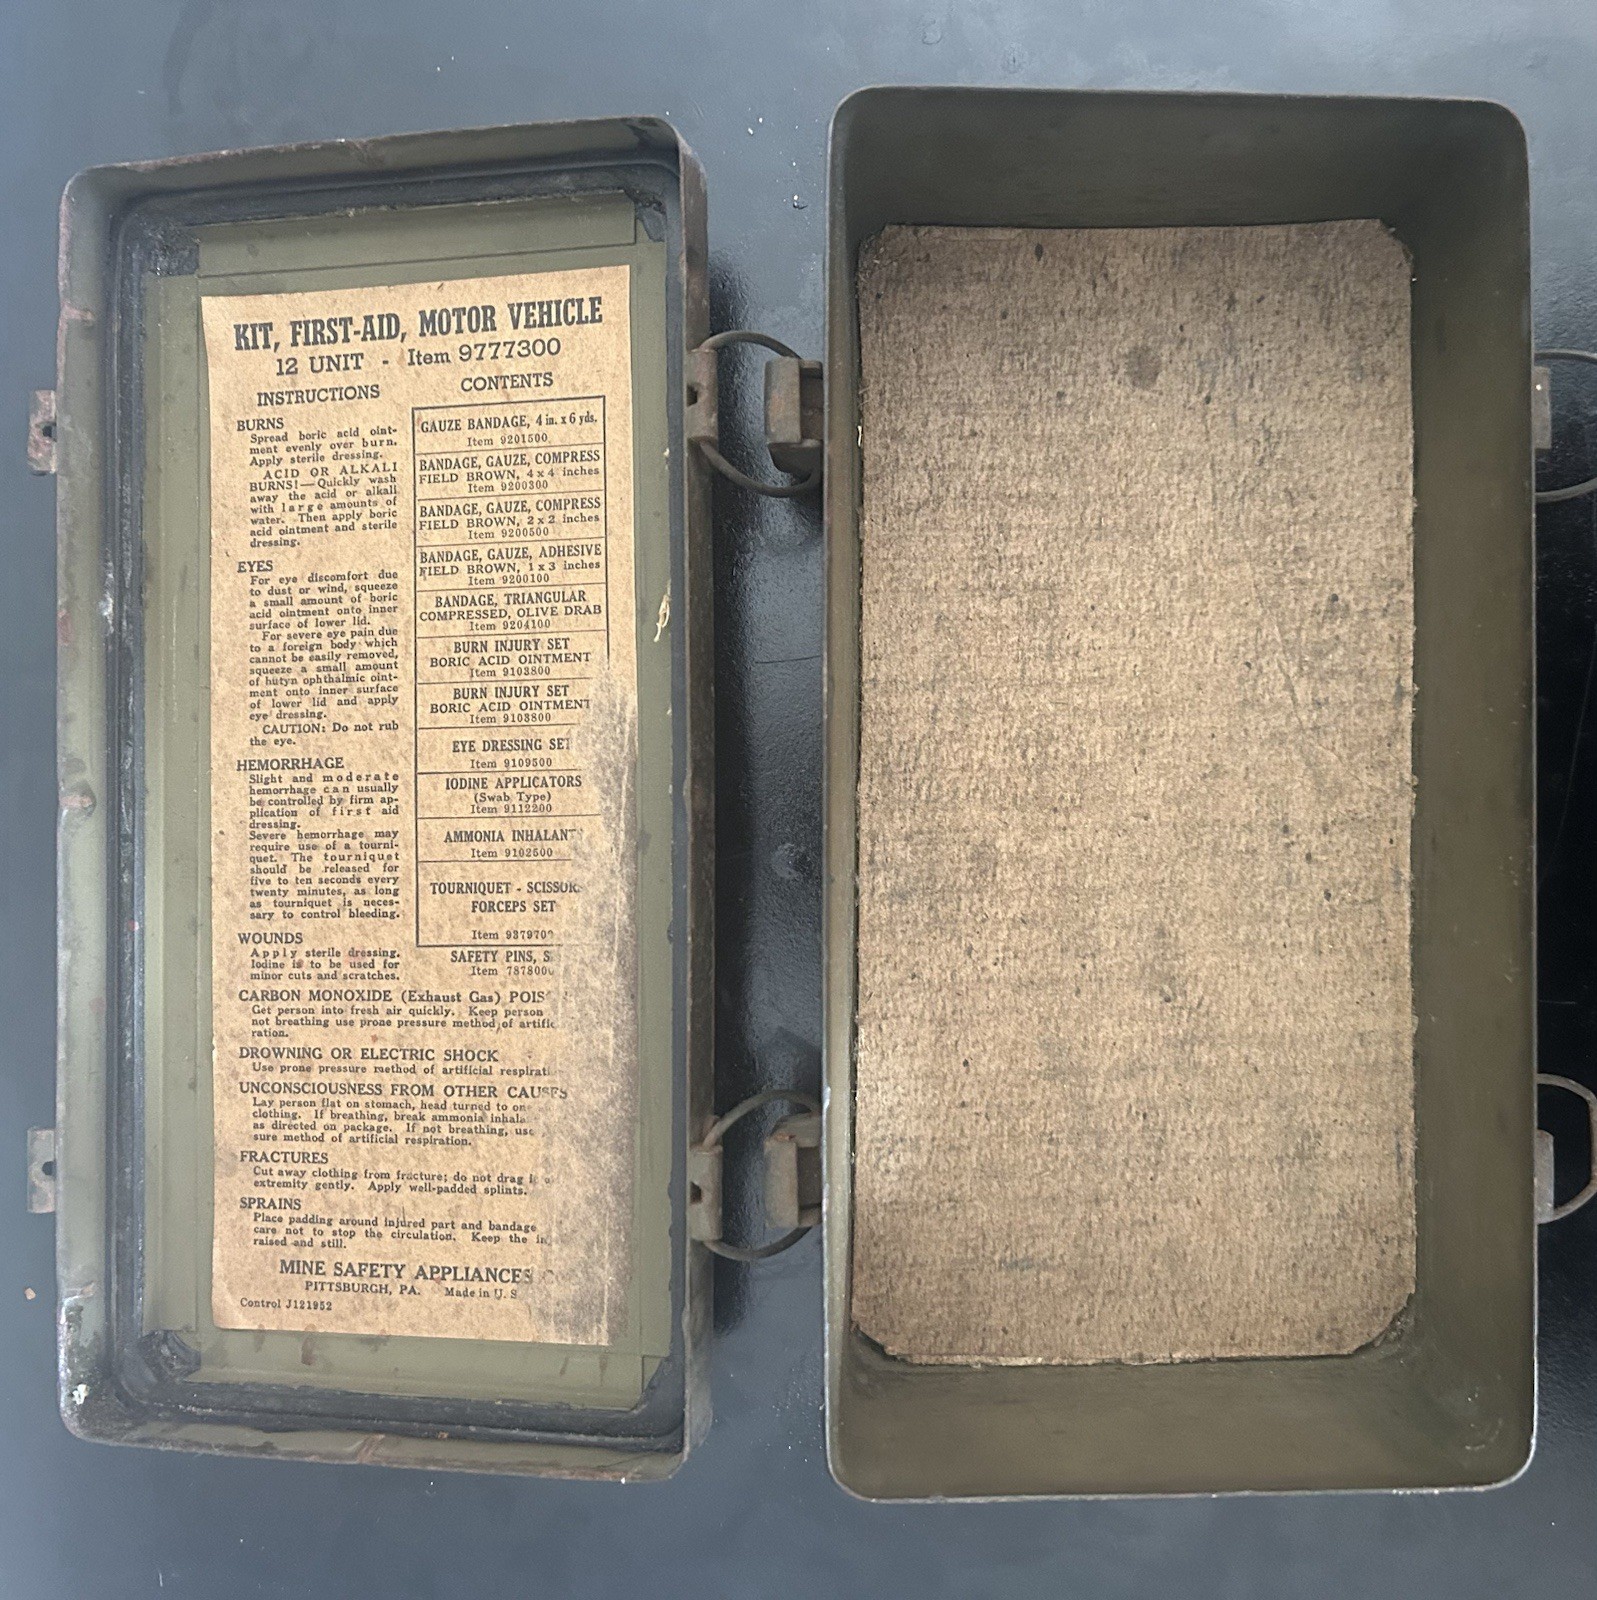 KIT, FIRST-AID, MOTOR VEHICLE
12 UNIT - Item 9777300
INSTRUCTIONS
BURNS
Spread boric acid oint-
ment evenly over burn.
Apply sterile dressing.
ACID OR ALKALI
BURNS!—Quickly wash
away the acid or alkali
with large amounts of
water. Then apply boric
acid ointment and sterile
dressing.
EYES
For eye discomfort due
to dust or wind, squeeze
a small amount of boric
acid ointment onto inner
surface of lower lid.
For severe eye pain due
to a foreign body which
cannot be easily removed,
squeeze a small amount
of butyn ophthalmic oint-
ment onto inner surface
of lower lid and apply
eye dressing.
CAUTION: Do not rub
the eye.
HEMORRHAGE
Slight and moderate
hemorrhage can usually
be controlled by firm ap-
plication of first aid
dressing.
Severe hemorrhage may
require use of a tourni-
quet. The tourniquet
should be released for
five to ten seconds every
twenty minutes, as long
as tourniquet is neces-
sary to control bleeding.
WOUNDS
Apply sterile dressing.
Iodine is to be used for
minor cuts and scratches.
CONTENTS
GAUZE BANDAGE, 4 in. x 6 yds.
Item 9201500
BANDAGE, GAUZE, COMPRESS
FIELD BROWN, 4 x 4 inches
Item 9200300
BANDAGE, GAUZE, COMPRESS
FIELD BROWN, 2 x 2 inches
Item 9200500
BANDAGE, GAUZE, ADHESIVE
FIELD BROWN, 1 x 3 inches
Item 9200100
BANDAGE, TRIANGULAR
COMPRESSED, OLIVE DRAB
Item 9204100
BURN INJURY SET
BORIC ACID OINTMENT
Item 9103800
BURN INJURY SET
BORIC ACID OINTMENT
Item 9103800
EYE DRESSING SET
Item 9109500
IODINE APPLICATORS
(Swab Type)
Item 9112200
AMMONIA INHALANT
Item 9102500
TOURNIQUET - SCISSOR
FORCEPS SET
Item 937970
SAFETY PINS, S
Item 787800
CARBON MONOXIDE (Exhaust Gas) POIS
Get person into fresh air quickly. Keep person
not breathing use prone pressure method of artific
ration.
DROWNING OR ELECTRIC SHOCK
Use prone pressure method of artificial respirati
UNCONSCIOUSNESS FROM OTHER CAUSES
Lay person flat on stomach, head turned to on
clothing. If breathing, break ammonia inhala
as directed on package. If not breathing, use
sure method of artificial respiration.
FRACTURES
Cut away clothing from fracture; do not drag
extremity gently. Apply well-padded splints.
SPRAINS
Place padding around injured part and bandage
care not to stop the circulation. Keep the in
raised and still.
MINE SAFETY APPLIANCES
PITTSBURGH, PA. Made in U. S
Control J121952